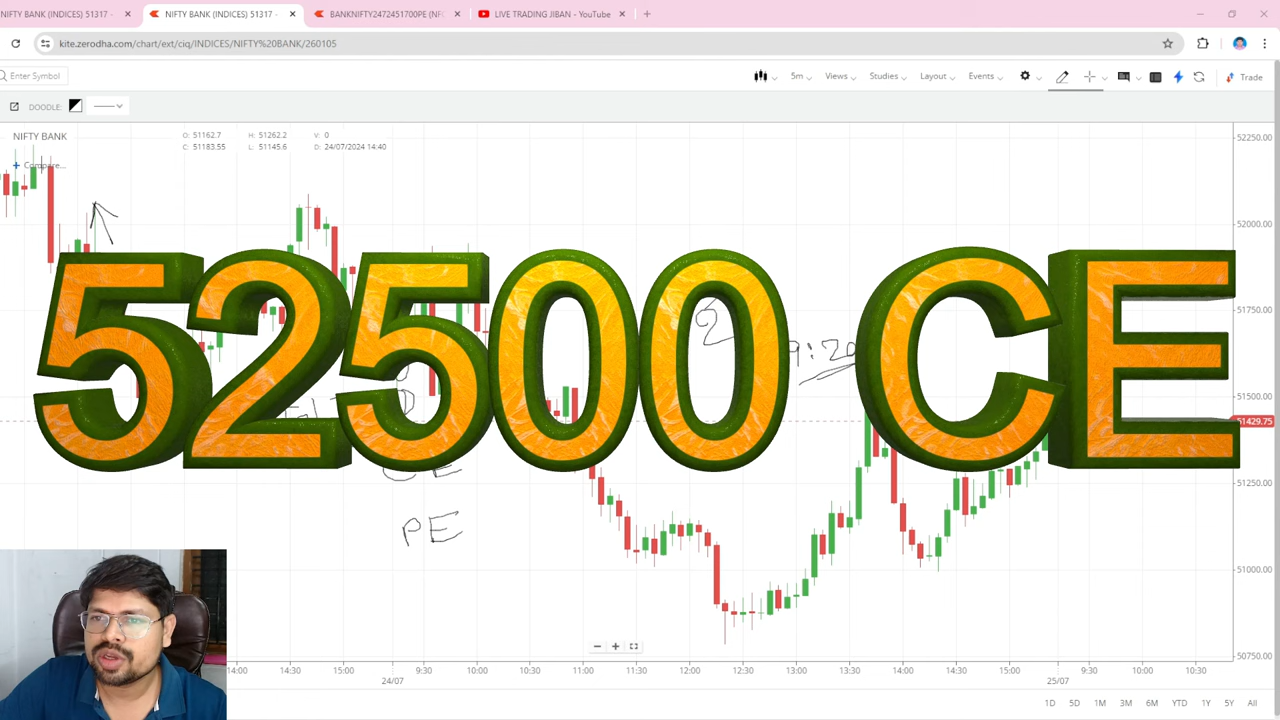 NIFTY BANK (INDICES) 51317 - NIFTY BANK (INDICES) 51317 - BANKNIFTY2472451700PE (NFO LIVE TRADING JIBAN - YouTube
kite.zerodha.com/chart/ext/ciq/INDICES/NIFTY%20BANK/260105
Enter Symbol 5m Views Studies Layout Events Trade
DOODLE:
NIFTY BANK O: 51162.7 H: 51262.2 V: 0
C: 51183.55 L: 51145.6 D: 24/07/2024 14:40
Compare...
52250.00
52000.00
51750.00
52500 CE
2 9:20
51500.00
51429.75
CE
51250.00
PE
51000.00
50750.00
14:00 14:30 15:00 9:30 10:00 10:30 11:00 11:30 12:00 12:30 13:00 13:30 14:00 14:30 15:00 9:30 10:00 10:30
24/07 25/07
1D 5D 1M 3M 6M YTD 1Y 5Y All